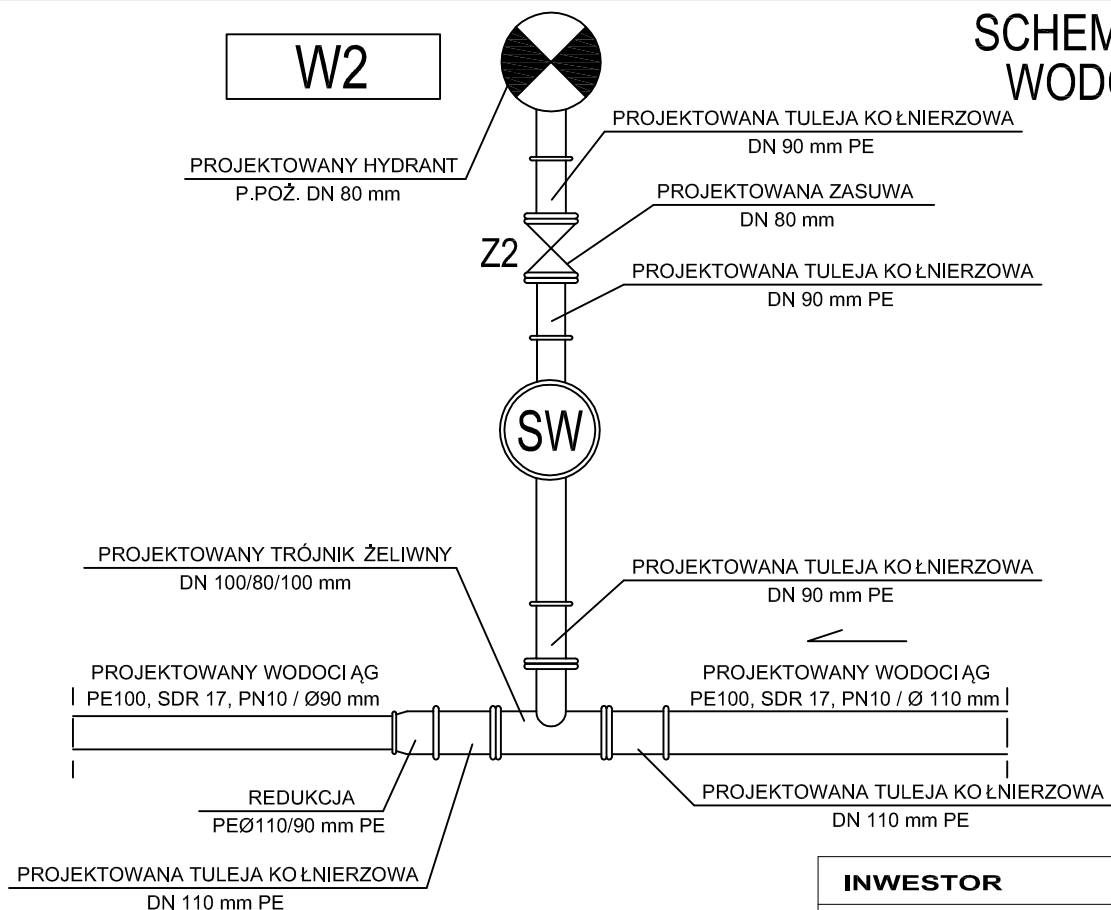 W2
SCHEM
WODO
PROJEKTOWANA TULEJA KOŁNIERZOWA
DN 90 mm PE
PROJEKTOWANY HYDRANT
P.POŻ. DN 80 mm
PROJEKTOWANA ZASUWA
DN 80 mm
Z2
PROJEKTOWANA TULEJA KOŁNIERZOWA
DN 90 mm PE
SW
PROJEKTOWANY TRÓJNIK ŻELIWNY
DN 100/80/100 mm
PROJEKTOWANA TULEJA KOŁNIERZOWA
DN 90 mm PE
PROJEKTOWANY WODOCIĄG
PE100, SDR 17, PN10 / Ø90 mm
PROJEKTOWANY WODOCIĄG
PE100, SDR 17, PN10 / Ø 110 mm
REDUKCJA
PEØ110/90 mm PE
PROJEKTOWANA TULEJA KOŁNIERZOWA
DN 110 mm PE
PROJEKTOWANA TULEJA KOŁNIERZOWA
DN 110 mm PE
INWESTOR